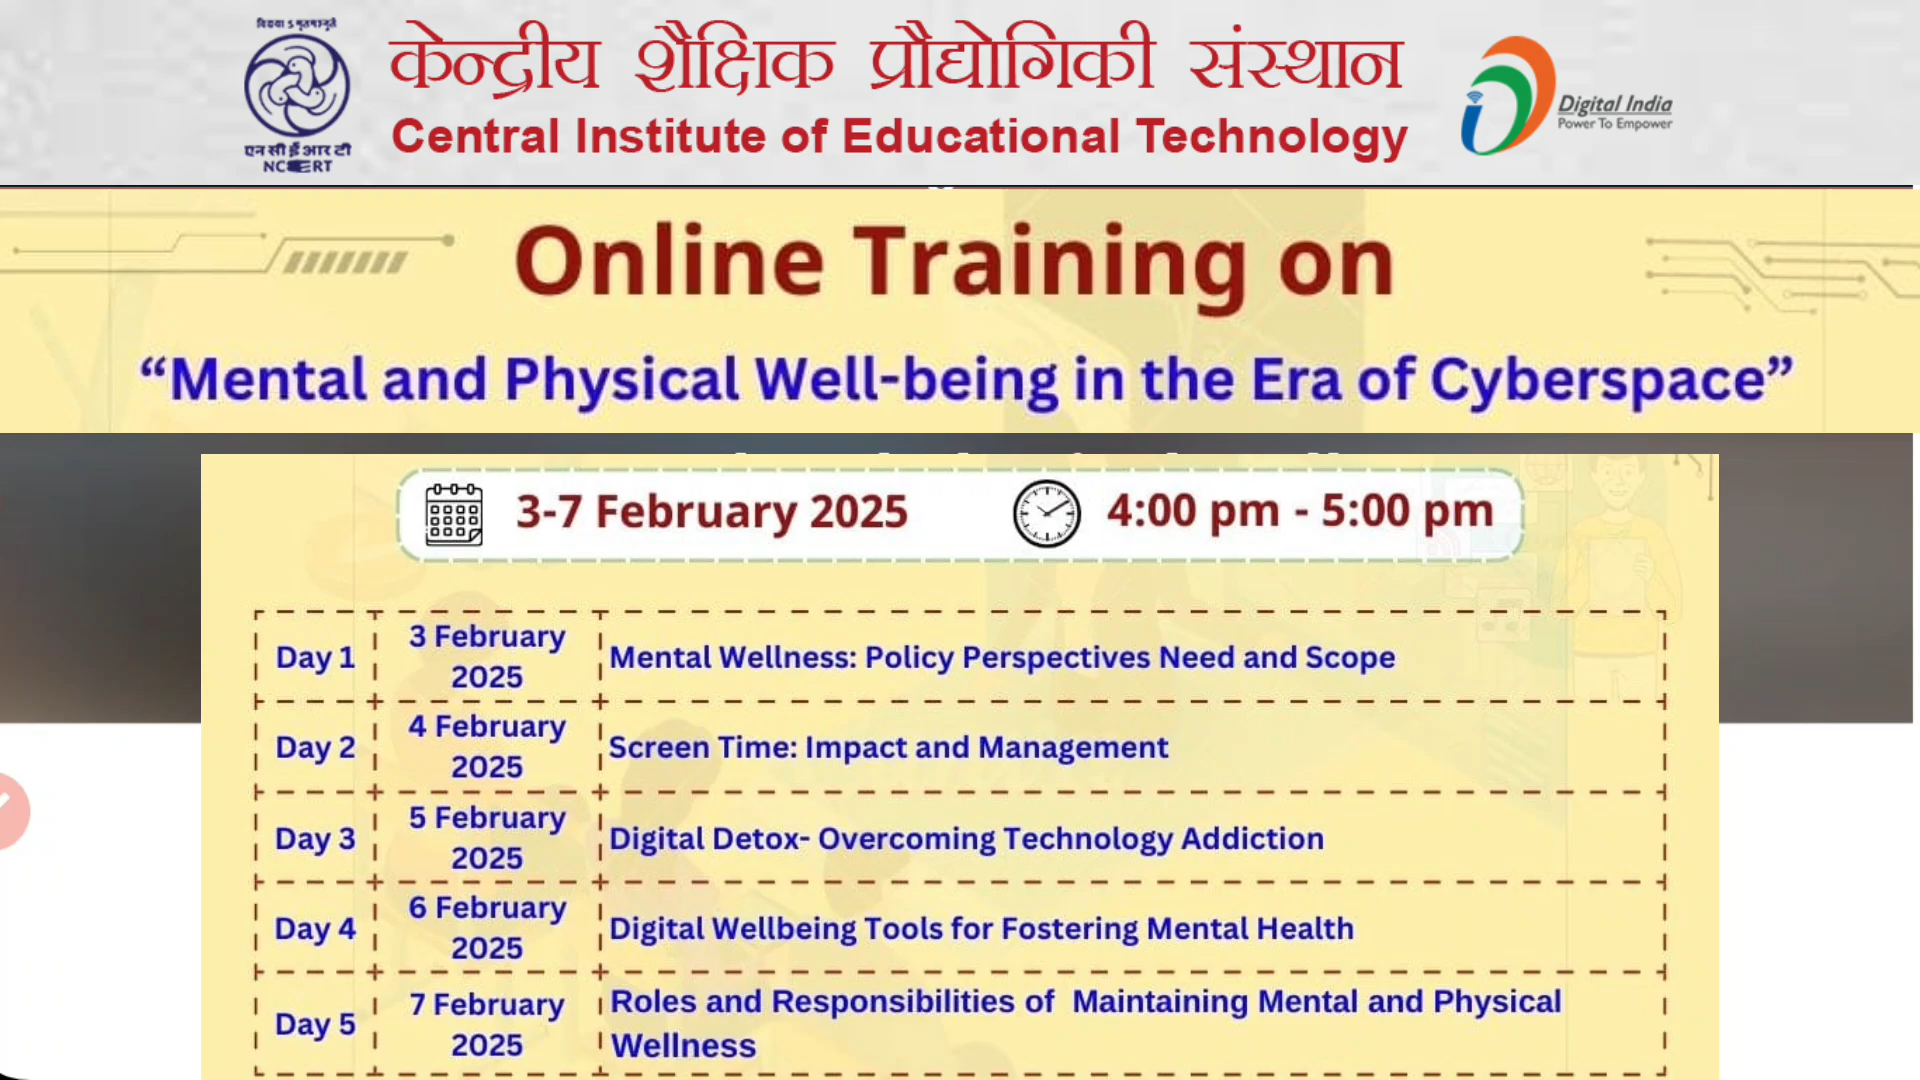 केन्द्रीय शैक्षिक प्रौद्योगिकी संस्थान
Central Institute of Educational Technology
एन सी ई आर टी
NCERT
Digital India
Power To Empower
Online Training on
“Mental and Physical Well-being in the Era of Cyberspace”
3-7 February 2025
4:00 pm - 5:00 pm
Day 1
3 February
2025
Mental Wellness: Policy Perspectives Need and Scope
Day 2
4 February
2025
Screen Time: Impact and Management
Day 3
5 February
2025
Digital Detox- Overcoming Technology Addiction
Day 4
6 February
2025
Digital Wellbeing Tools for Fostering Mental Health
Day 5
7 February
2025
Roles and Responsibilities of Maintaining Mental and Physical
Wellness